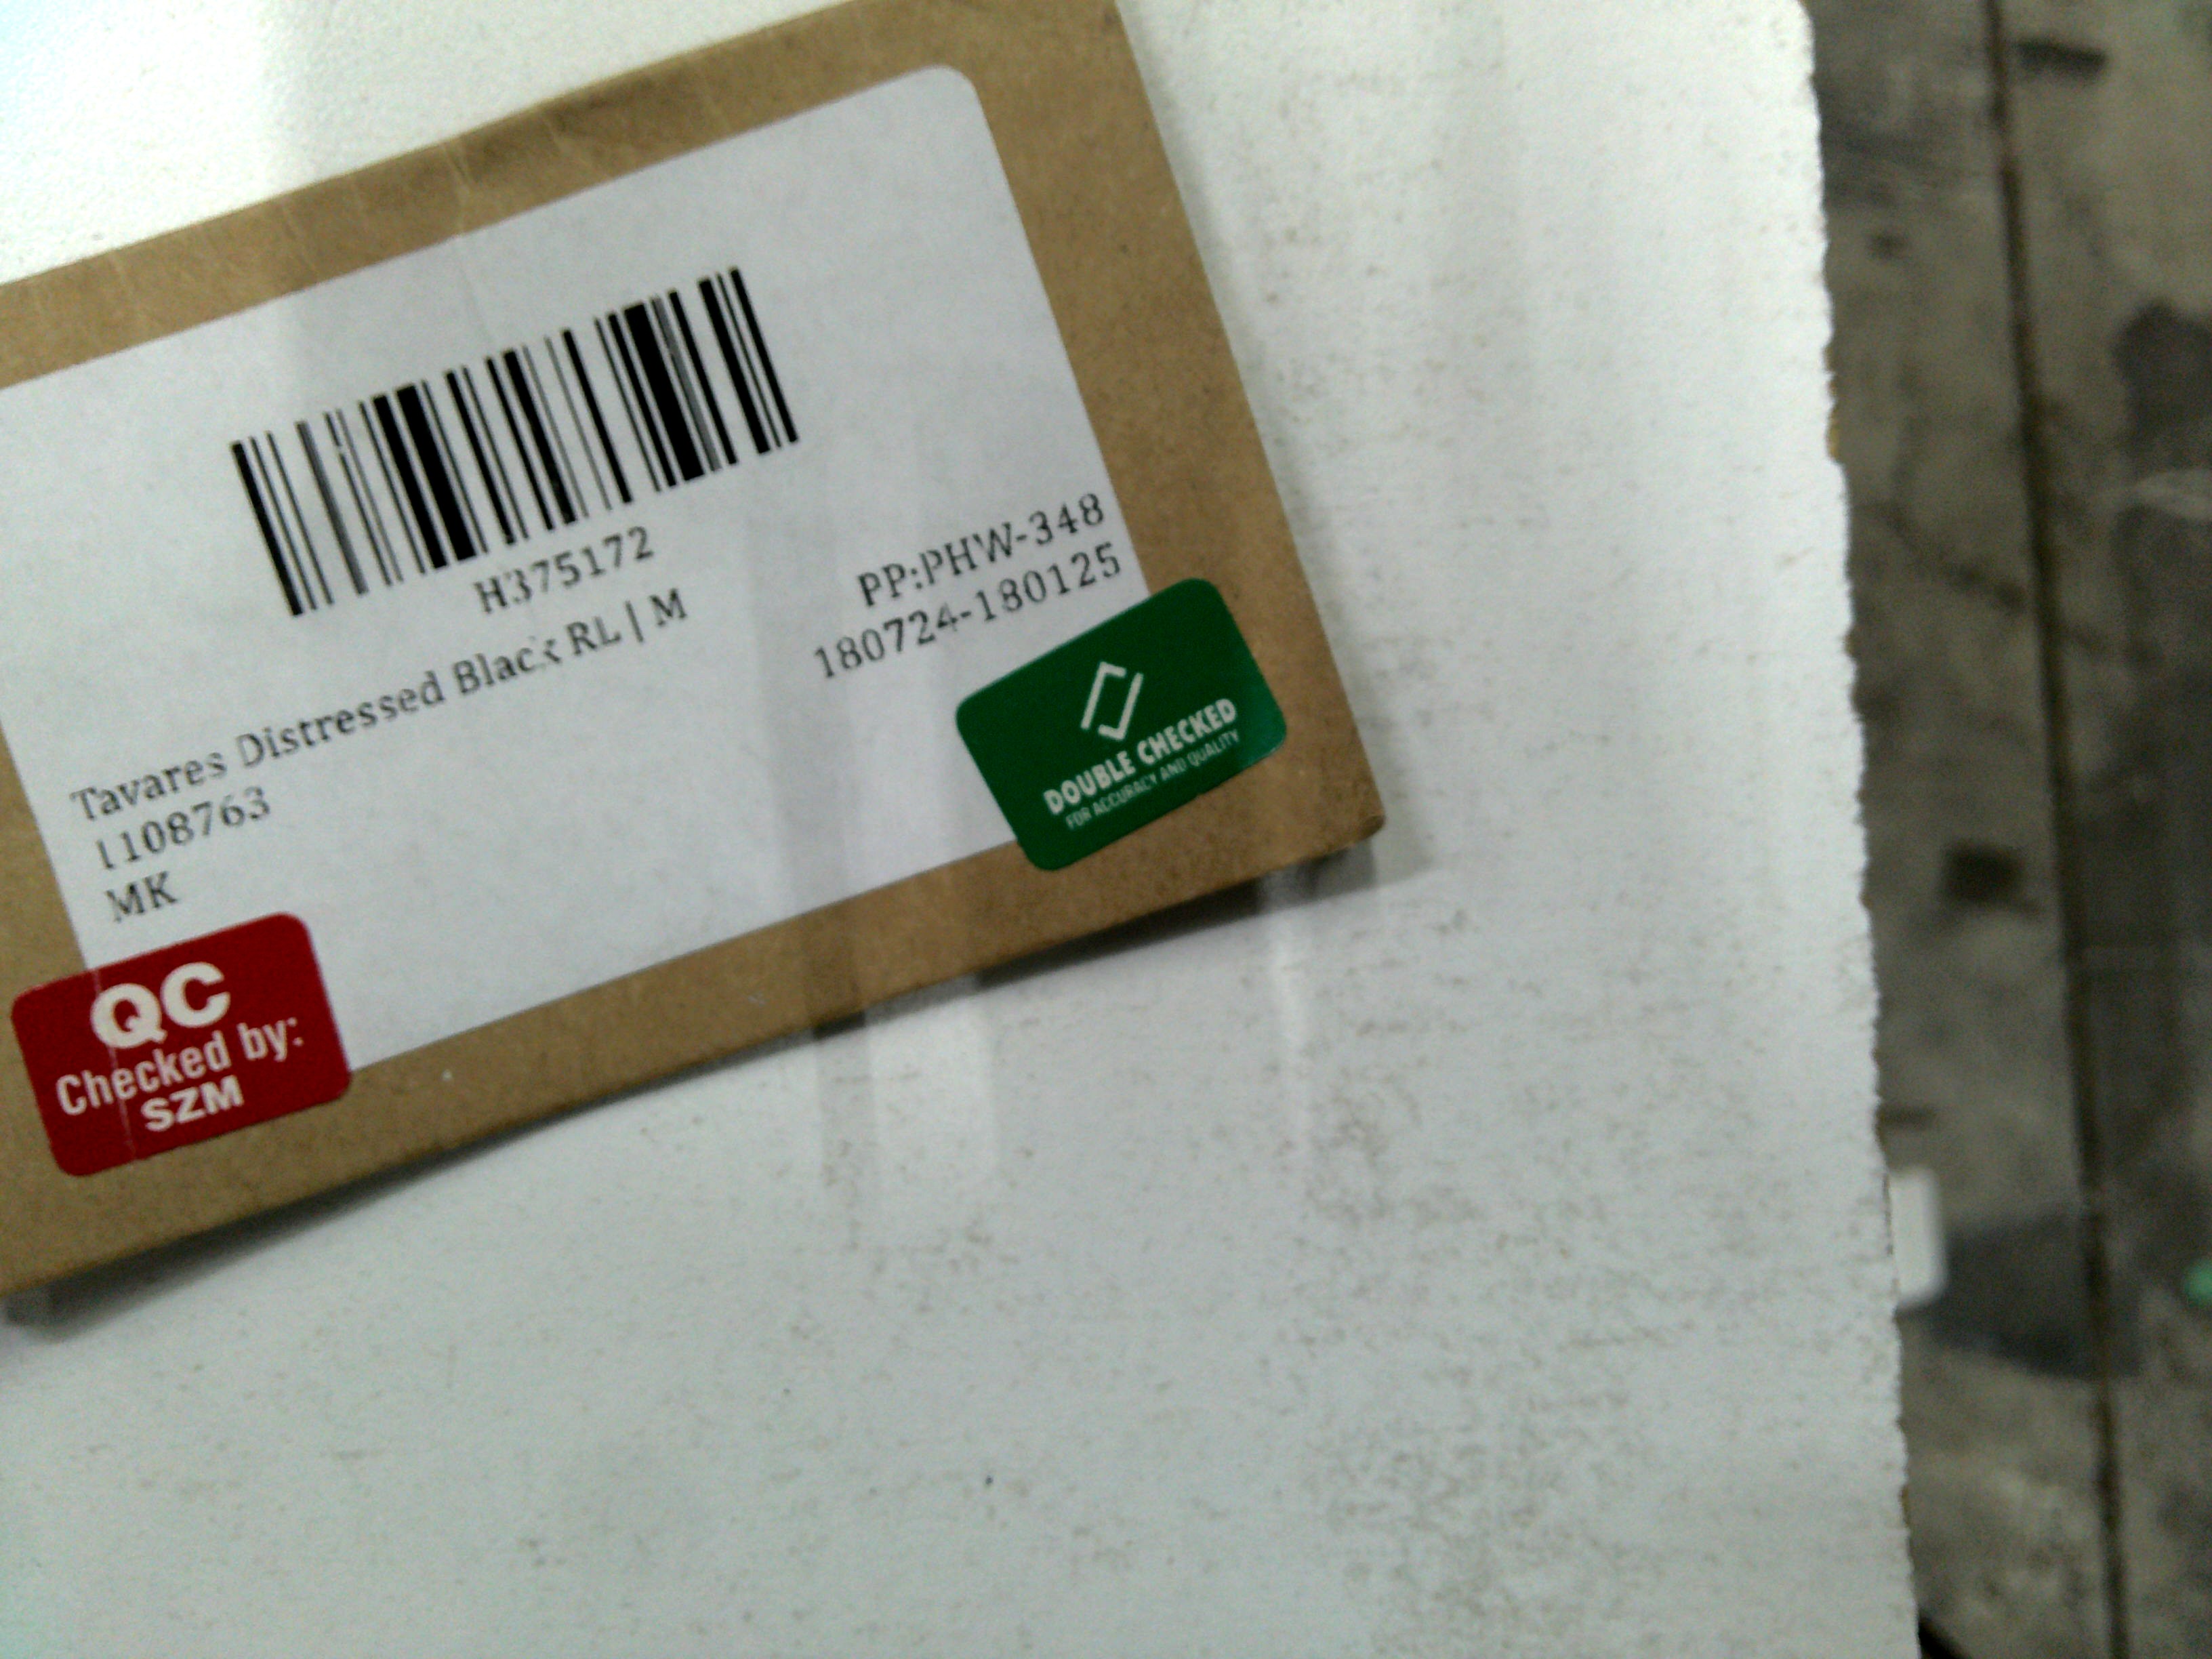 H375172
Tavares Distressed Black RL | M
1108763
MK
PP:PHW-348
180724-180125
DOUBLE CHECKED
FOR ACCURACY AND QUALITY
QC
Checked by:
SZM